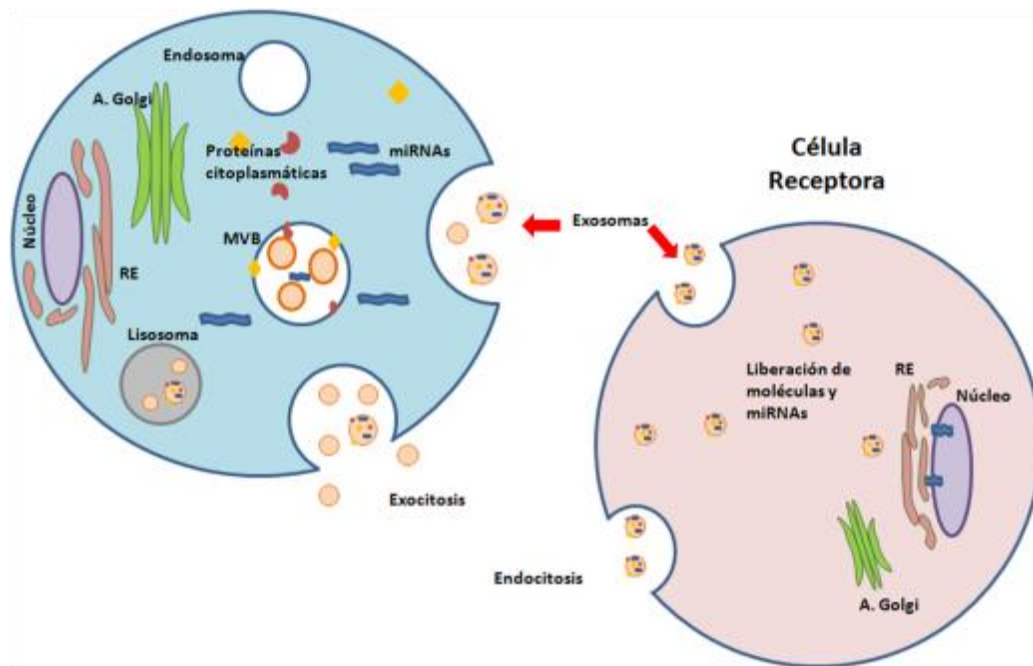 Endosoma
A. Golgi
Proteínas
citoplasmáticas
miRNAs
Núcleo
MVB
RE
Lisosoma
Exocitosis
Exosomas
Célula
Receptora
Liberación de
moléculas y
miRNAs
RE
Núcleo
Endocitosis
A. Golgi